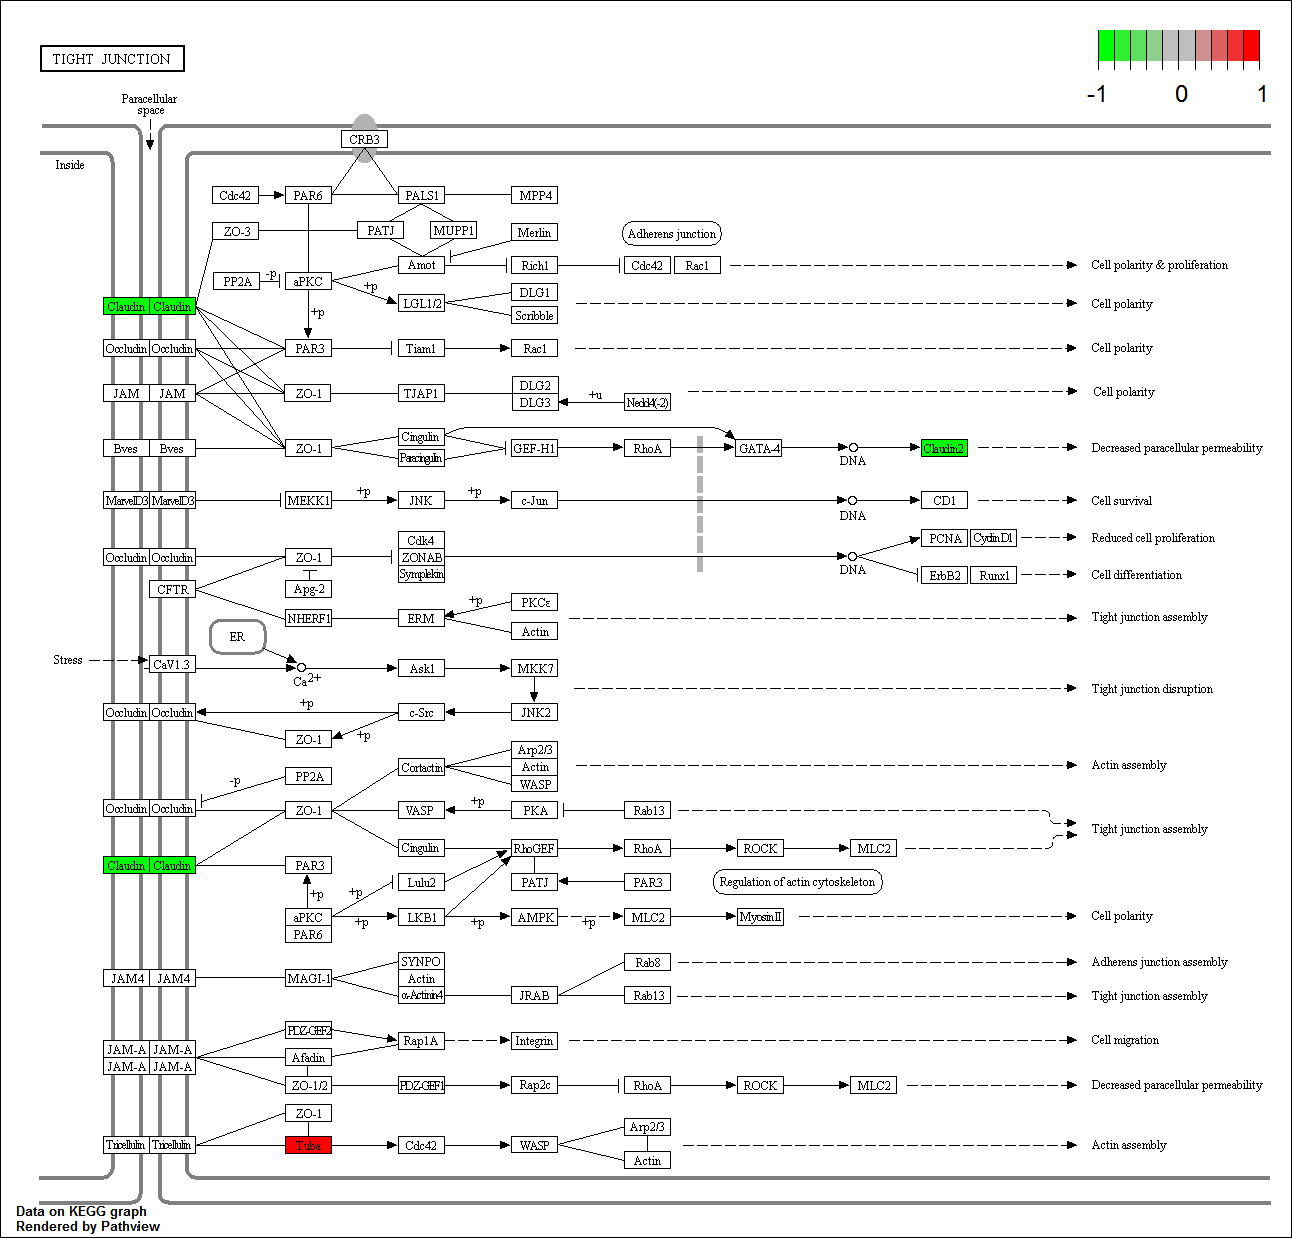 TIGHT JUNCTION
-1 0 1
Paracellular
space
CRB3
Inside
Cdc42 PAR6 PALS1 MPP4
ZO-3 PATJ MUPP1 Merlin Adherens junction
Amot Rich1 Cdc42 Rac1 Cell polarity & proliferation
PP2A -p aPKC
+p DLG1
Claudin Claudin LGL1/2 Cell polarity
+p Scribble
Occludin Occludin PAR3 Tiam1 Rac1 Cell polarity
JAM JAM ZO-1 TJAP1 DLG2 Cell polarity
DLG3 +u Nedd4(-2)
Cingulin
Bves Bves ZO-1 GEF-H1 RhoA GATA-4 Claudin2 Decreased paracellular permeability
Paracingulin DNA
MarvelD3 MarvelD3 MEKK1 +p JNK +p c-Jun CD1 Cell survival
DNA
Cdk4 PCNA CyclinD1 Reduced cell proliferation
Occludin Occludin ZO-1 ZONAB
DNA
Symplekin ErbB2 Runx1 Cell differentiation
CFTR Apg-2
+p PKCε
NHERF1 ERM Tight junction assembly
Actin
ER
Stress CaV1.3 Ask1 MKK7
Ca2+
Tight junction disruption
+p
Occludin Occludin c-Src JNK2
ZO-1 +p
Arp2/3
Cortactin Actin Actin assembly
-p PP2A WASP
Occludin Occludin ZO-1 VASP +p PKA Rab13
Tight junction assembly
Cingulin RhoGEF RhoA ROCK MLC2
Claudin Claudin PAR3
Lulu2 PATJ PAR3 Regulation of actin cytoskeleton
+p +p
aPKC +p LKB1 +p AMPK +p MLC2 MyosinII Cell polarity
PAR6
SYNPO Rab8 Adherens junction assembly
JAM4 JAM4 MAGI-1 Actin
α-Actinin4 JRAB Rab13 Tight junction assembly
PDZ-GEF2
JAM-A JAM-A Rap1A Integrin Cell migration
Afadin
JAM-A JAM-A
ZO-1/2 PDZ-GEF1 Rap2c RhoA ROCK MLC2 Decreased paracellular permeability
ZO-1
Arp2/3
Tricellulin Tricellulin Tuba Cdc42 WASP Actin assembly
Actin
Data on KEGG graph
Rendered by Pathview